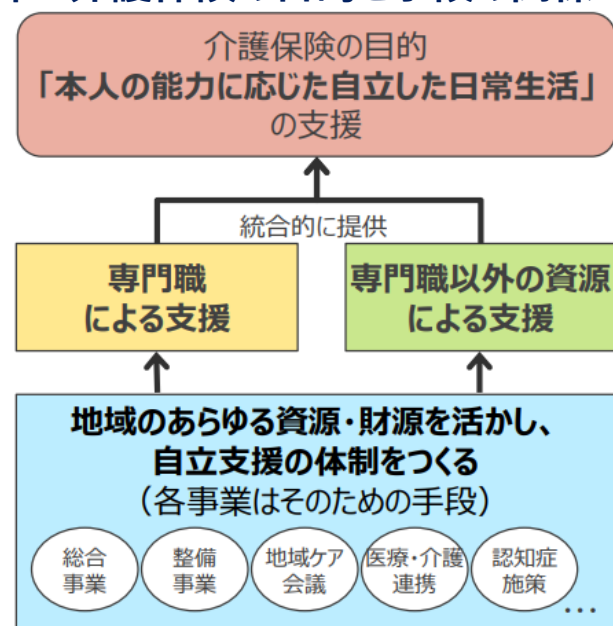 介護保険の目的
「本人の能力に応じた自立した日常生活」
の支援
統合的に提供
専門職
による支援
専門職以外の資源
による支援
地域のあらゆる資源・財源を活かし、
自立支援の体制をつくる
（各事業はそのための手段）
総合
事業
整備
事業
地域ケア
会議
医療・介護
連携
認知症
施策
…